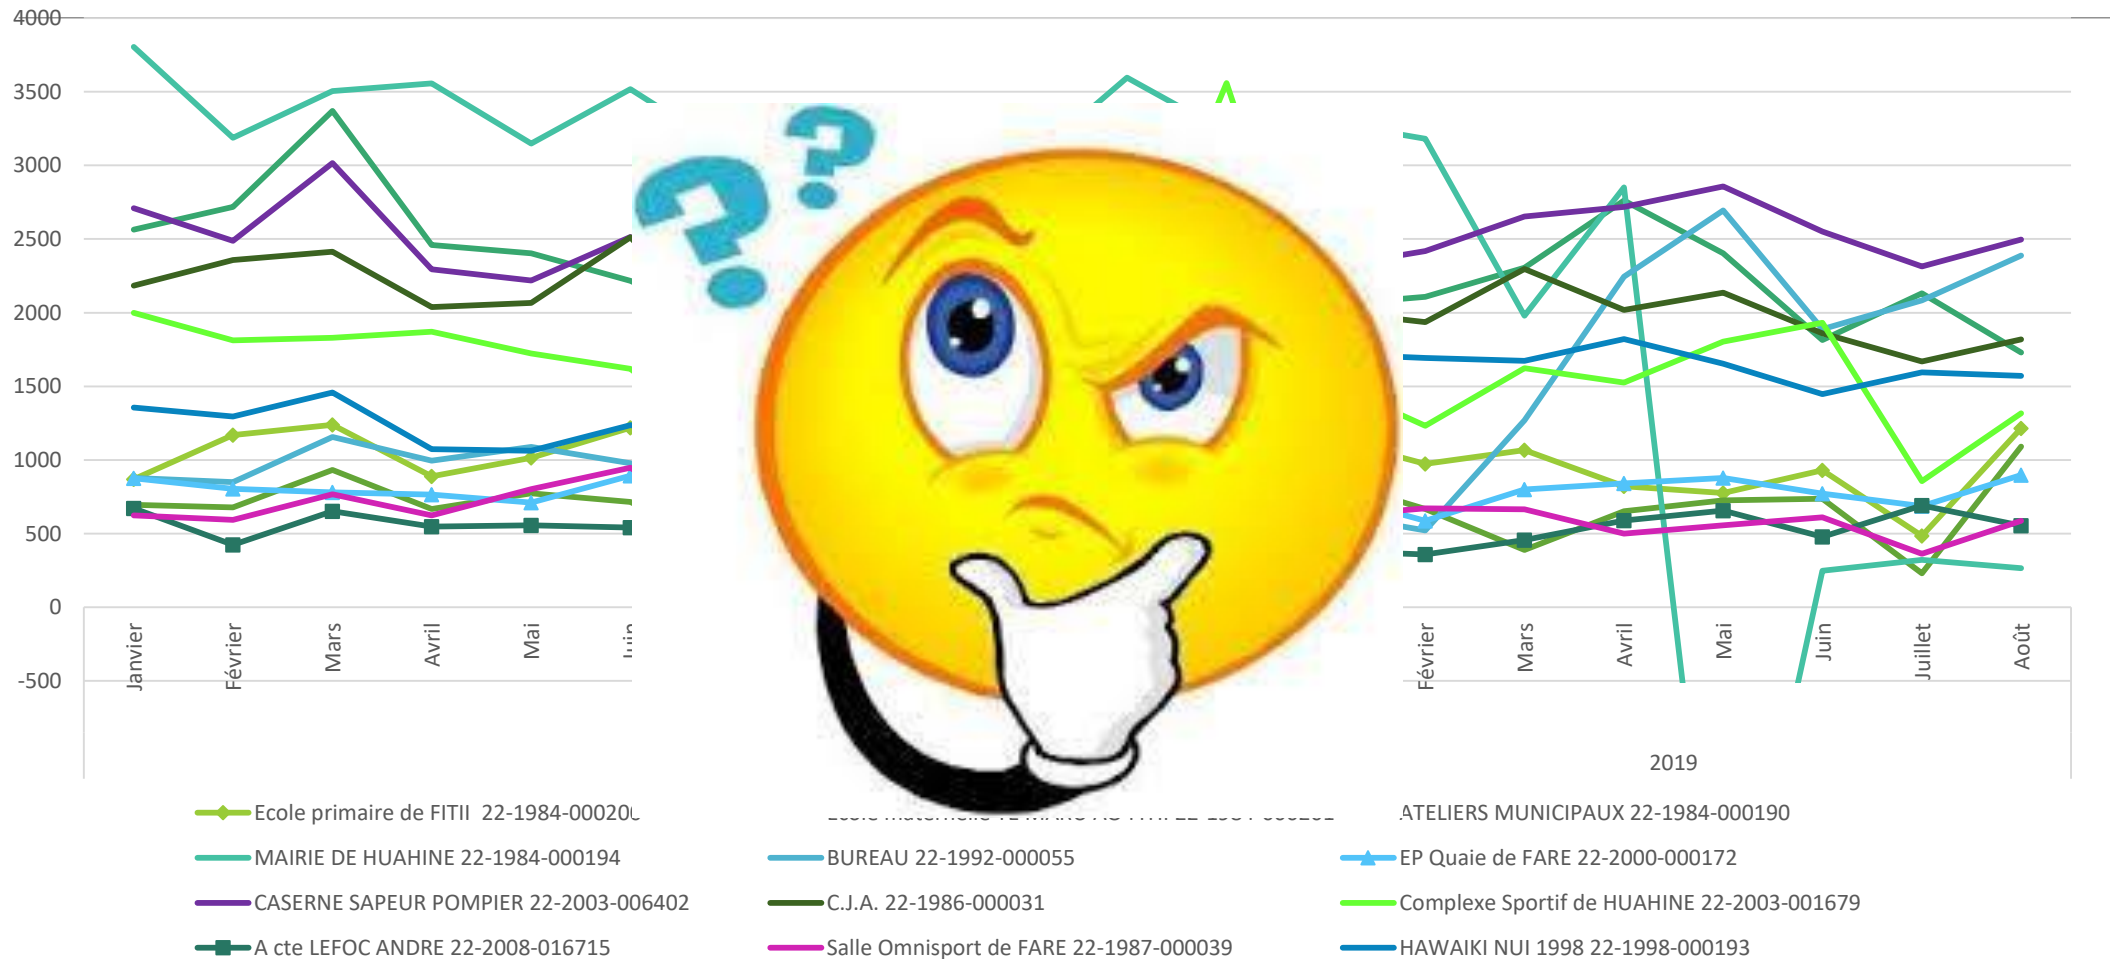 4000
3500
3000
2500
2000
1500
1000
500
0
-500
Janvier
Février
Mars
Avril
Mai
Juin
Février
Mars
Avril
Mai
Juin
Juillet
Août
2019
? ?
Ecole primaire de FITII 22-1984-000200
ATELIERS MUNICIPAUX 22-1984-000190
MAIRIE DE HUAHINE 22-1984-000194
BUREAU 22-1992-000055
EP Quaie de FARE 22-2000-000172
CASERNE SAPEUR POMPIER 22-2003-006402
C.J.A. 22-1986-000031
Complexe Sportif de HUAHINE 22-2003-001679
A cte LEFOC ANDRE 22-2008-016715
Salle Omnisport de FARE 22-1987-000039
HAWAIKI NUI 1998 22-1998-000193